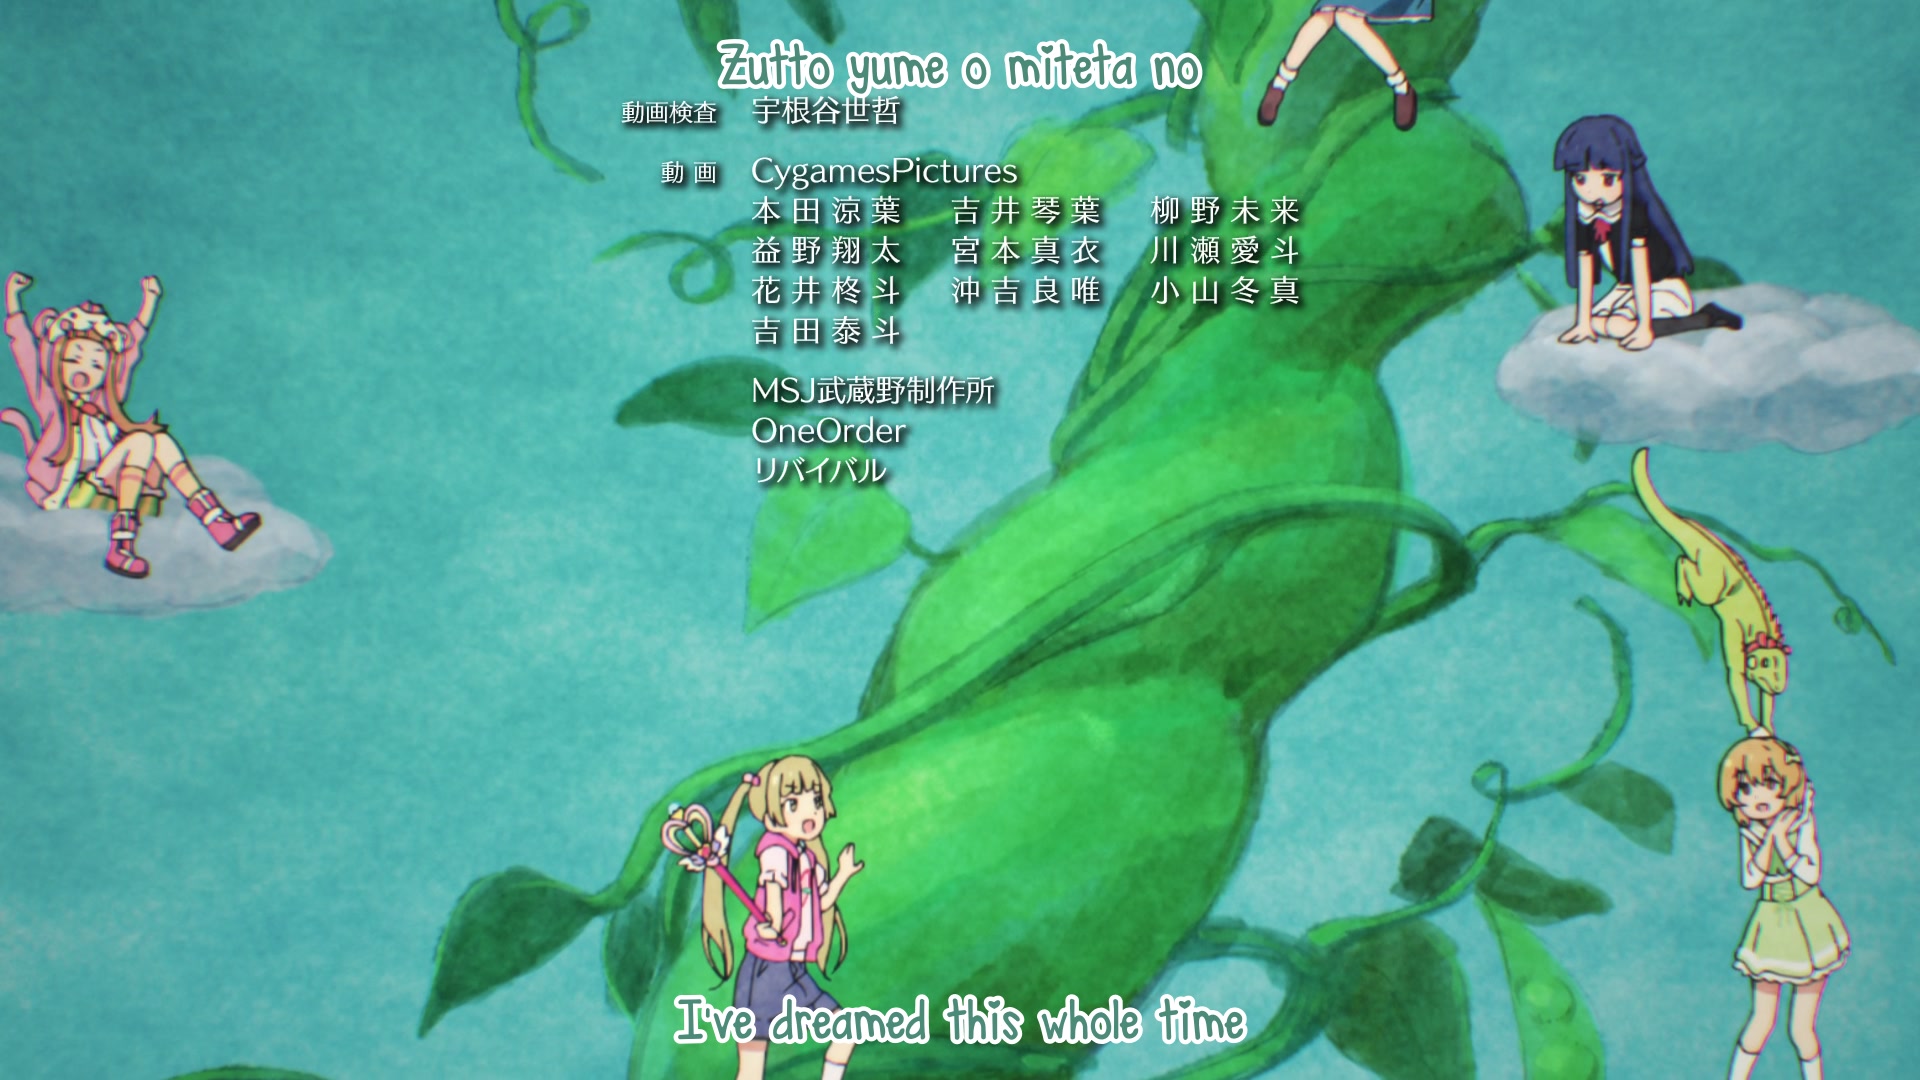 Zutto yume o miteta no
動画検査 宇根谷世哲
動画 CygamesPictures
本田涼葉 吉井琴葉 柳野未来
益野翔太 宮本真衣 川瀬愛斗
花井柊斗 沖吉良唯 小山冬真
吉田泰斗
MSJ武蔵野制作所
OneOrder
リバイバル
I've dreamed this whole time